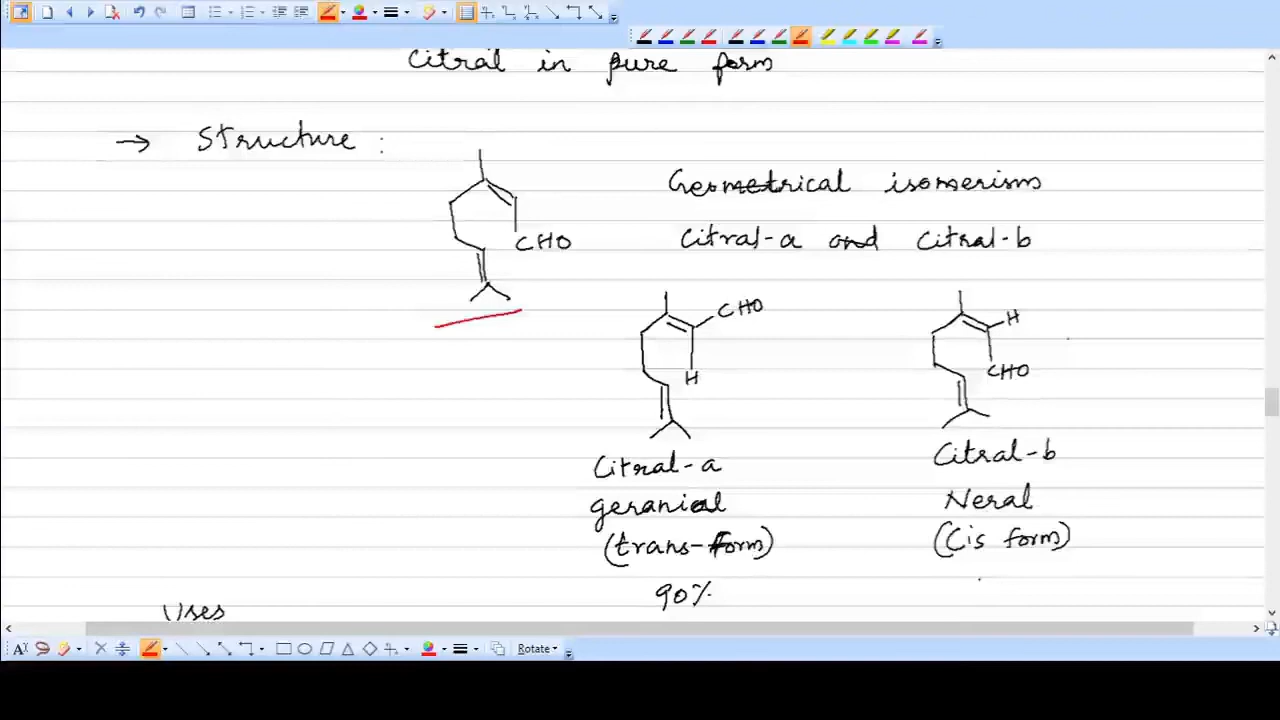 Citral in pure form
→ Structure :
CHO
Geometrical isomerism
Citral-a and Citral-b
CHO
H
H
CHO
Citral-a
geranial
(trans-form)
90%
Citral-b
Neral
(Cis form)
Uses
Rotate